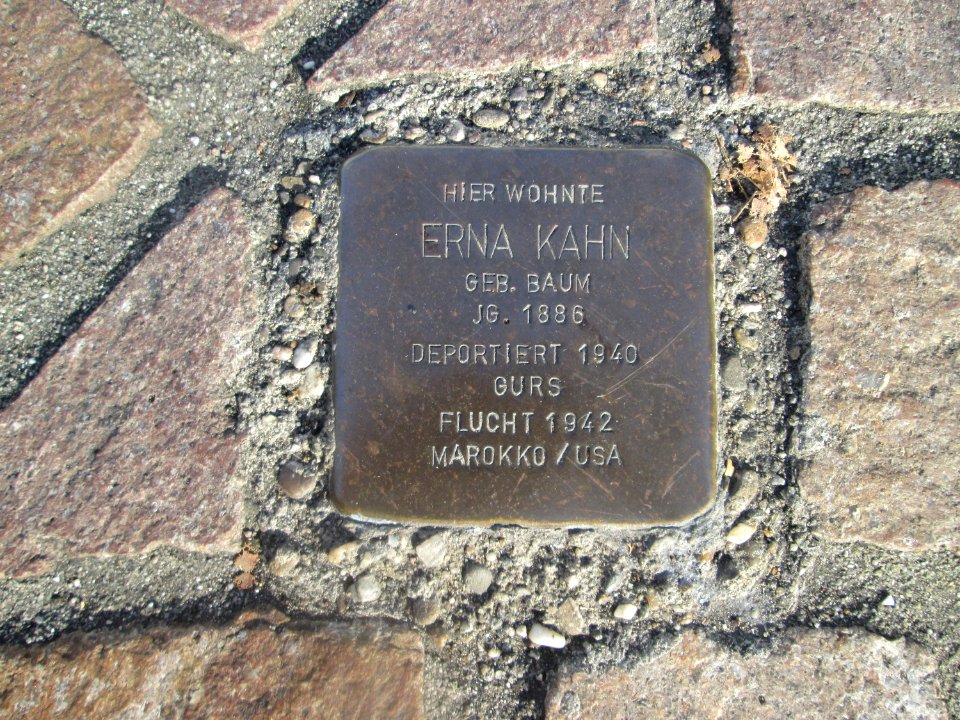 HIER WOHNTE
ERNA KAHN
GEB. BAUM
JG. 1886
DEPORTIERT 1940
GURS
FLUCHT 1942
MAROKKO / USA